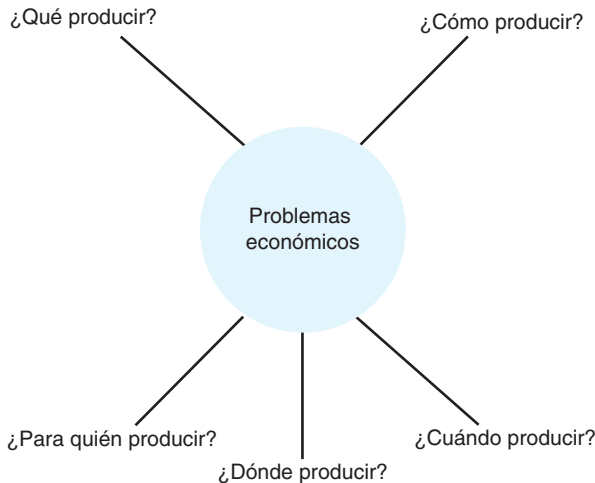 ¿Qué producir?
¿Cómo producir?
Problemas
económicos
¿Para quién producir?
¿Cuándo producir?
¿Dónde producir?